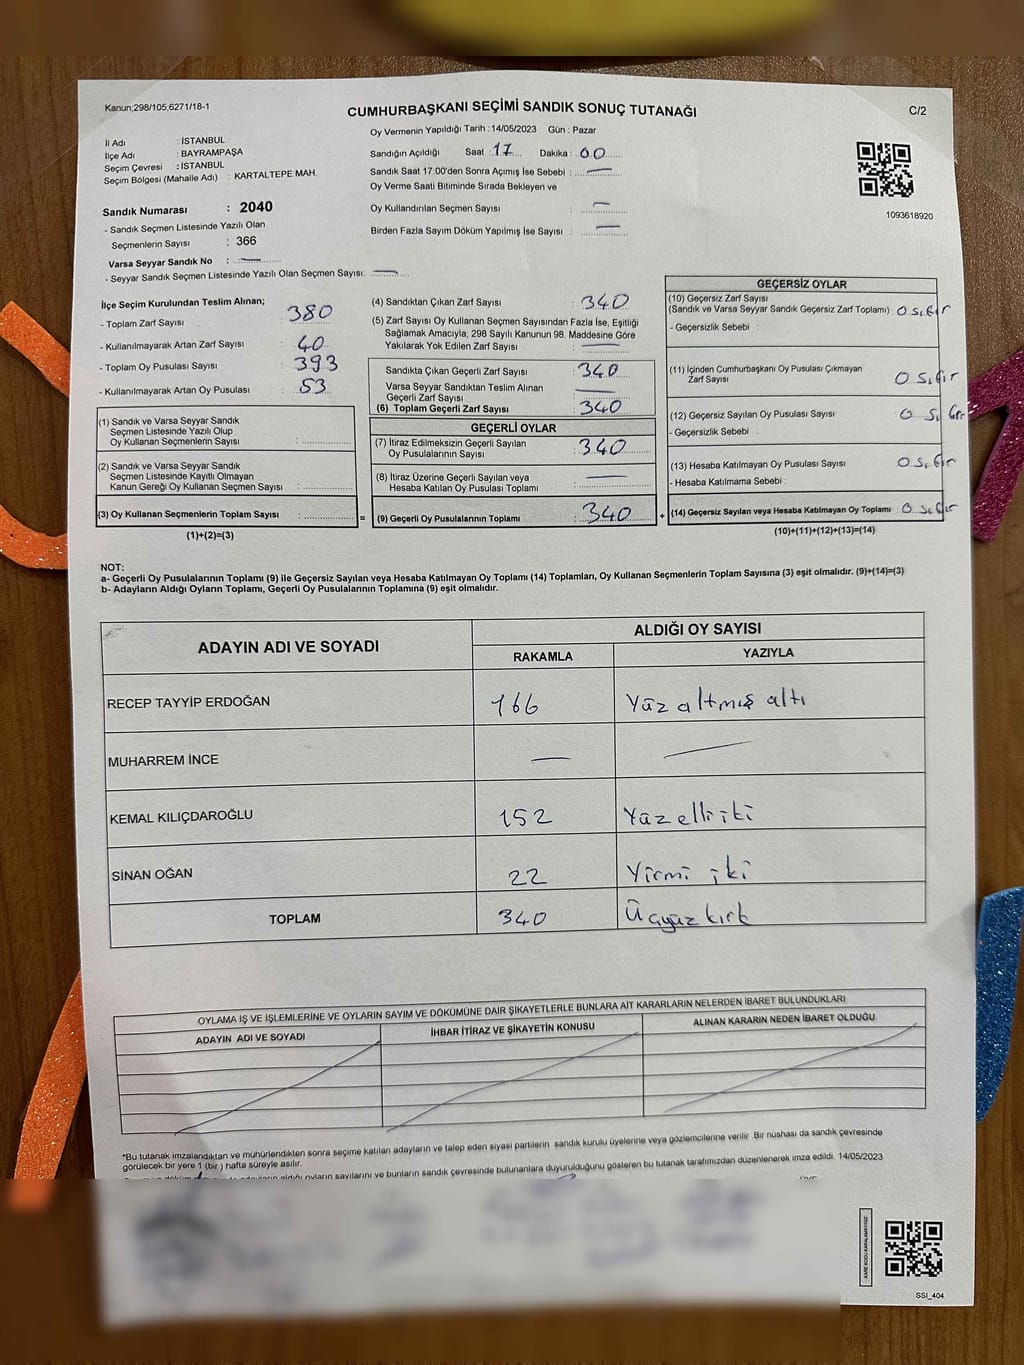 Kanun;298/105,6271/18-1
CUMHURBAŞKANI SEÇİMİ SANDIK SONUÇ TUTANAĞI
C/2
İl Adı : İSTANBUL
İlçe Adı : BAYRAMPAŞA
Seçim Çevresi : İSTANBUL
Seçim Bölgesi (Mahalle Adı) : KARTALTEPE MAH.
Sandık Numarası : 2040
- Sandık Seçmen Listesinde Yazılı Olan
Seçmenlerin Sayısı : 366
Varsa Seyyar Sandık No : —
- Seyyar Sandık Seçmen Listesinde Yazılı Olan Seçmen Sayısı: —
Oy Vermenin Yapıldığı Tarih :14/05/2023 Gün : Pazar
Sandığın Açıldığı Saat :17 Dakika : 00
Sandık Saat 17:00'den Sonra Açımış İse Sebebi : —
Oy Verme Saati Bitiminde Sırada Bekleyen ve
Oy Kullandırılan Seçmen Sayısı : —
Birden Fazla Sayım Döküm Yapılmış İse Sayısı : —
1093618920
İlçe Seçim Kurulundan Teslim Alınan;
- Toplam Zarf Sayısı : 380
- Kullanılmayarak Artan Zarf Sayısı : 40
- Toplam Oy Pusulası Sayısı : 393
- Kullanılmayarak Artan Oy Pusulası : 53
(1) Sandık ve Varsa Seyyar Sandık
Seçmen Listesinde Yazılı Olup
Oy Kullanan Seçmenlerin Sayısı :
(2) Sandık ve Varsa Seyyar Sandık
Seçmen Listesinde Kayıtlı Olmayan
Kanun Gereği Oy Kullanan Seçmen Sayısı :
(3) Oy Kullanan Seçmenlerin Toplam Sayısı : =
(1)+(2)=(3)
(4) Sandıktan Çıkan Zarf Sayısı : 340
(5) Zarf Sayısı Oy Kullanan Seçmen Sayısından Fazla İse, Eşitliği
Sağlamak Amacıyla, 298 Sayılı Kanunun 98. Maddesine Göre
Yakılarak Yok Edilen Zarf Sayısı : —
Sandıkta Çıkan Geçerli Zarf Sayısı : 340
Varsa Seyyar Sandıktan Teslim Alınan
Geçerli Zarf Sayısı : —
(6) Toplam Geçerli Zarf Sayısı : 340
GEÇERLİ OYLAR
(7) İtiraz Edilmeksizin Geçerli Sayılan
Oy Pusulalarının Sayısı : 340
(8) İtiraz Üzerine Geçerli Sayılan veya
Hesaba Katılan Oy Pusulası Toplamı : —
(9) Geçerli Oy Pusulalarının Toplamı : 340 +
GEÇERSİZ OYLAR
(10) Geçersiz Zarf Sayısı
(Sandık ve Varsa Seyyar Sandık Geçersiz Zarf Toplamı) : 0 sıfır
- Geçersizlik Sebebi :
(11) İçinden Cumhurbaşkanı Oy Pusulası Çıkmayan
Zarf Sayısı : 0 sıfır
(12) Geçersiz Sayılan Oy Pusulası Sayısı : 0 sıfır
- Geçersizlik Sebebi :
(13) Hesaba Katılmayan Oy Pusulası Sayısı : 0 sıfır
- Hesaba Katılmama Sebebi :
(14) Geçersiz Sayılan veya Hesaba Katılmayan Oy Toplamı : 0 sıfır
(10)+(11)+(12)+(13)=(14)
NOT:
a- Geçerli Oy Pusulalarının Toplamı (9) ile Geçersiz Sayılan veya Hesaba Katılmayan Oy Toplamı (14) Toplamları, Oy Kullanan Seçmenlerin Toplam Sayısına (3) eşit olmalıdır. (9)+(14)=(3)
b- Adayların Aldığı Oyların Toplamı, Geçerli Oy Pusulalarının Toplamına (9) eşit olmalıdır.
ADAYIN ADI VE SOYADI
ALDIĞI OY SAYISI
RAKAMLA YAZIYLA
RECEP TAYYİP ERDOĞAN 166 Yüz altmış altı
MUHARREM İNCE — —
KEMAL KILIÇDAROĞLU 152 Yüz elli iki
SİNAN OĞAN 22 Yirmi iki
TOPLAM 340 Üçyüz kırk
OYLAMA İŞ VE İŞLEMLERİNE VE OYLARIN SAYIM VE DÖKÜMÜNE DAİR ŞİKAYETLERLE BUNLARA AİT KARARLARIN NELERDEN İBARET BULUNDUKLARI
ADAYIN ADI VE SOYADI İHBAR İTİRAZ VE ŞİKAYETİN KONUSU ALINAN KARARIN NEDEN İBARET OLDUĞU
*Bu tutanak imzalandıktan ve mühürlendikten sonra seçime katılan adayların ve talep eden siyasi partilerin sandık kurulu üyelerine veya gözlemcilerine verilir. Bir nüshası da sandık çevresinde
görülecek bir yere 1 (bir ) hafta süreyle asılır.
aldığı oyların sayılarını ve bunların sandık çevresinde bulunanlara duyurulduğunu gösteren bu tutanak tarafımızdan düzenlenerek imza edildi. 14/05/2023
KARE KODU KARALAMAYINIZ!
SSI_404